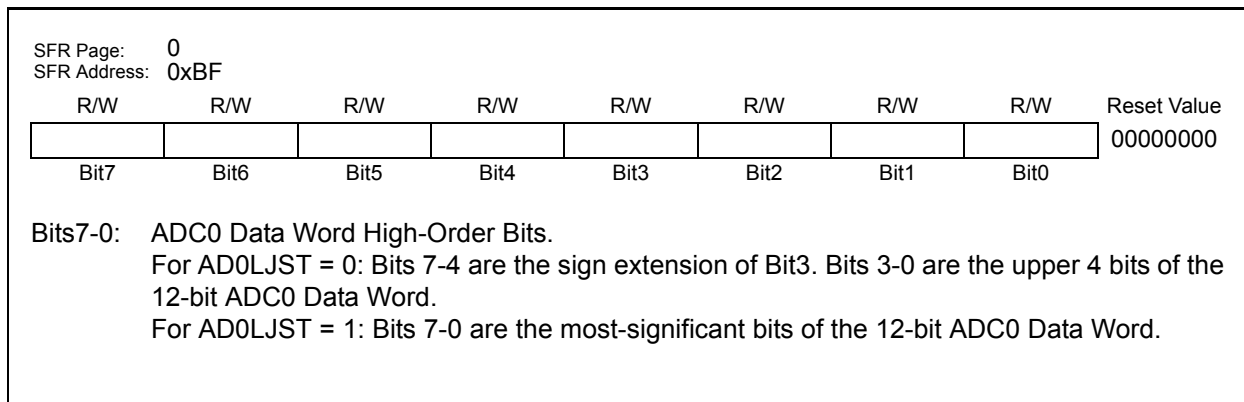 SFR Page: 0
SFR Address: 0xBF
R/W R/W R/W R/W R/W R/W R/W R/W Reset Value
00000000
Bit7 Bit6 Bit5 Bit4 Bit3 Bit2 Bit1 Bit0
Bits7-0: ADC0 Data Word High-Order Bits.
For AD0LJST = 0: Bits 7-4 are the sign extension of Bit3. Bits 3-0 are the upper 4 bits of the
12-bit ADC0 Data Word.
For AD0LJST = 1: Bits 7-0 are the most-significant bits of the 12-bit ADC0 Data Word.